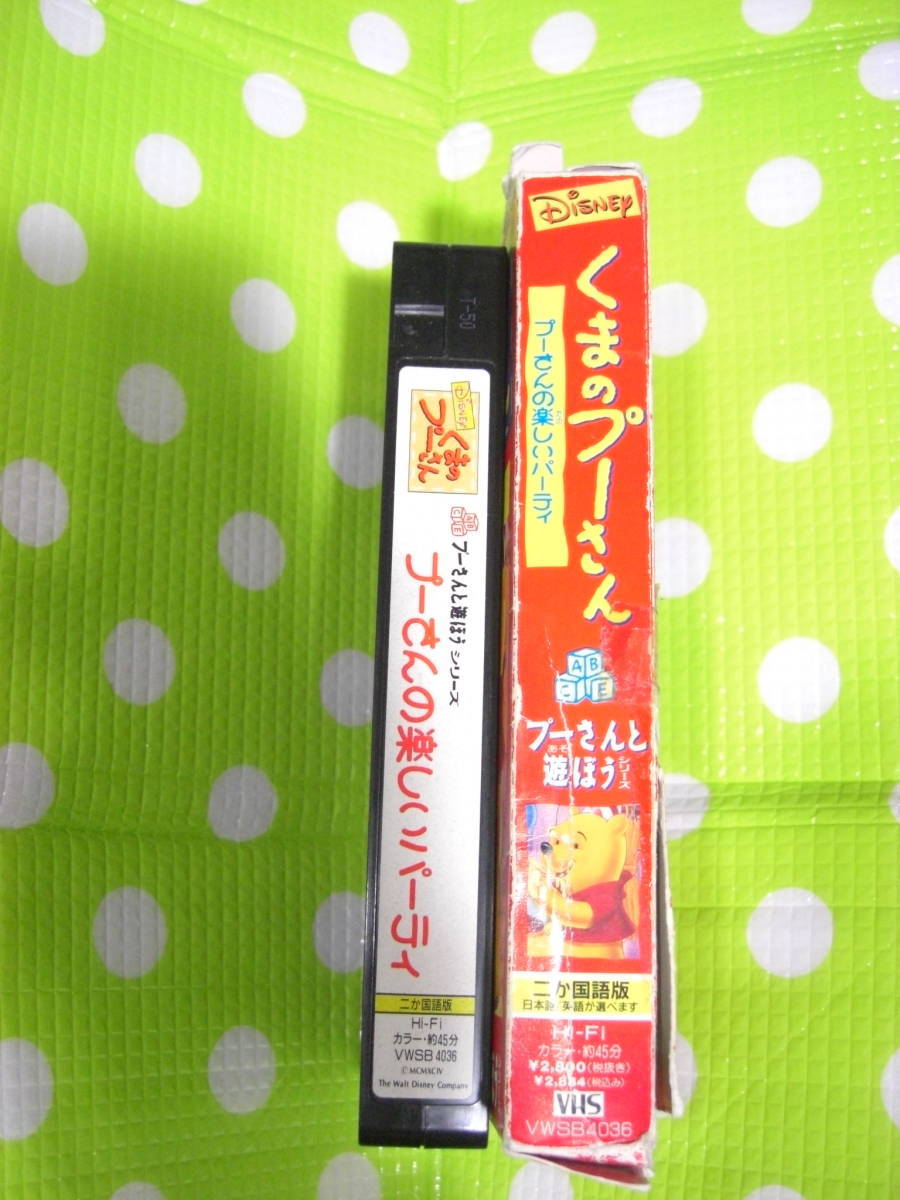 T-50
Disney
くまの
プーさん
A B
C E
プーさんと遊ぼうシリーズ
プーさんの楽しいパーティ
二か国語版
Hi-Fi
カラー・約45分
VWSB 4036
©MCMXCIV
The Walt Disney Company
Disney
くまのプーさん
プーさんの楽しいパーティ
A B
C E
プーさんと
遊ぼうシリーズ
あそ
二か国語版
日本語/英語が選べます
Hi-Fi
カラー・約45分
¥2,800(税抜き)
¥2,884(税込み)
VHS
VWSB4036